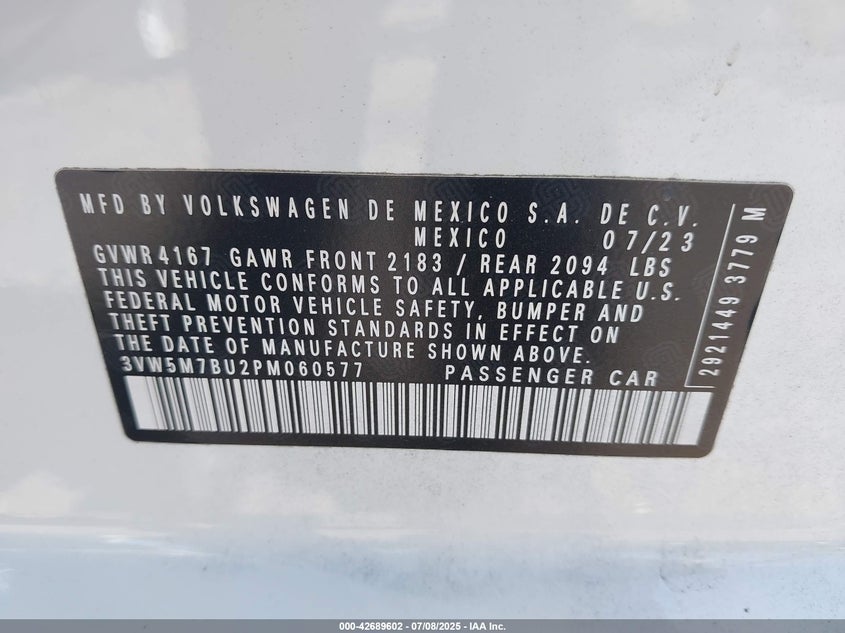 MFD BY VOLKSWAGEN DE MEXICO S.A. DE C.V.
MEXICO 07/23
GVWR 4167 GAWR FRONT 2183 / REAR 2094 LBS
THIS VEHICLE CONFORMS TO ALL APPLICABLE U.S.
FEDERAL MOTOR VEHICLE SAFETY, BUMPER AND
THEFT PREVENTION STANDARDS IN EFFECT ON
THE DATE OF MANUFACTURE SHOWN ABOVE.
3VW5M7BU2PM060577 PASSENGER CAR
2921449 3779 M
000-42689602 - 07/08/2025 - IAA Inc.